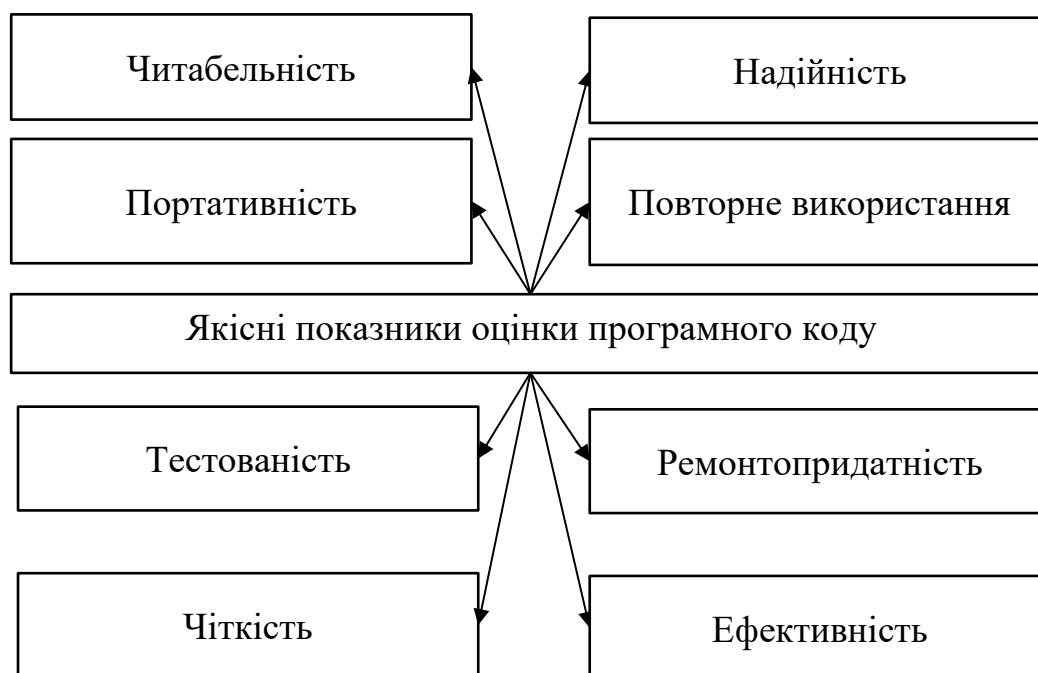 Читабельність
Надійність
Портативність
Повторне використання
Якісні показники оцінки програмного коду
Тестованість
Ремонтопридатність
Чіткість
Ефективність